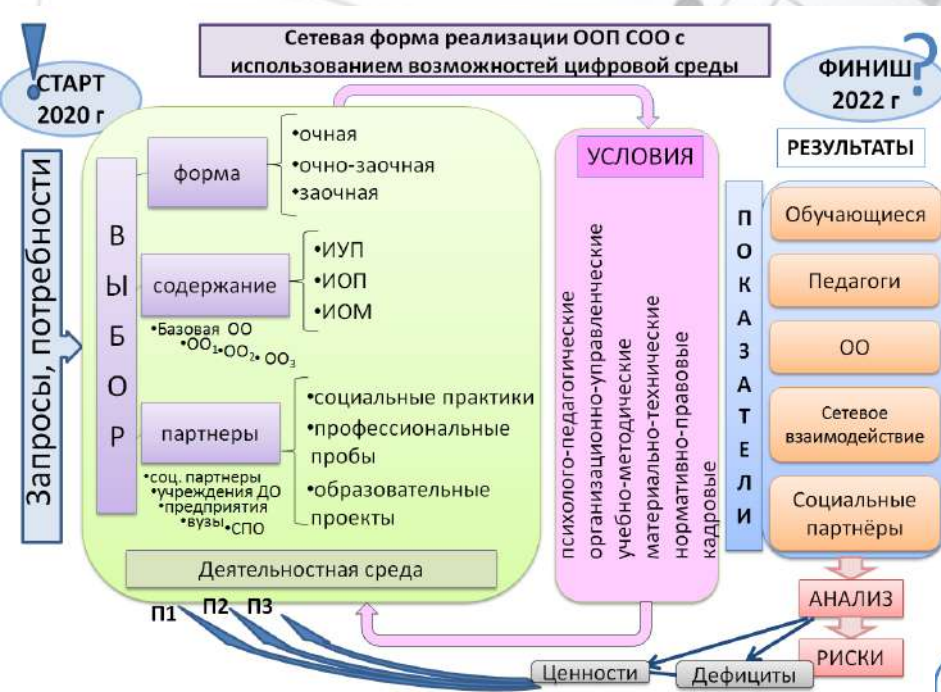 Сетевая форма реализации ООП СОО с
использованием возможностей цифровой среды
!
СТАРТ
2020 г
?
ФИНИШ
2022 г
Запросы, потребности
ВЫБОР
форма
•очная
•очно-заочная
•заочная
содержание
•ИУП
•ИОП
•ИОМ
•Базовая ОО
•ОО1 •ОО2 • ОО3
партнеры
•социальные практики
•профессиональные
пробы
•образовательные
проекты
•соц. партнеры
•учреждения ДО
•предприятия
•вузы •СПО
Деятельностная среда
П1 П2 П3
УСЛОВИЯ
психолого-педагогические
организационно-управленческие
учебно-методические
материально-технические
нормативно-правовые
кадровые
РЕЗУЛЬТАТЫ
ПОКАЗАТЕЛИ
Обучающиеся
Педагоги
ОО
Сетевое
взаимодействие
Социальные
партнёры
АНАЛИЗ
РИСКИ
Дефициты
Ценности